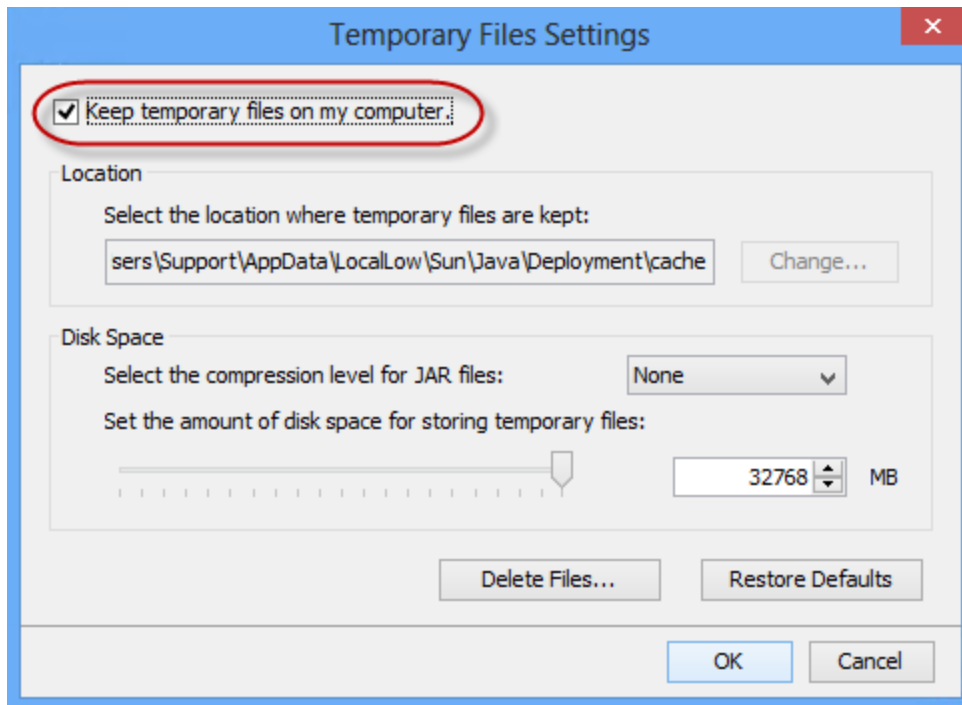 Temporary Files Settings
Keep temporary files on my computer.
Location
Select the location where temporary files are kept:
sers\Support\AppData\LocalLow\Sun\Java\Deployment\cache
Change...
Disk Space
Select the compression level for JAR files:
None
Set the amount of disk space for storing temporary files:
32768 MB
Delete Files...
Restore Defaults
OK
Cancel